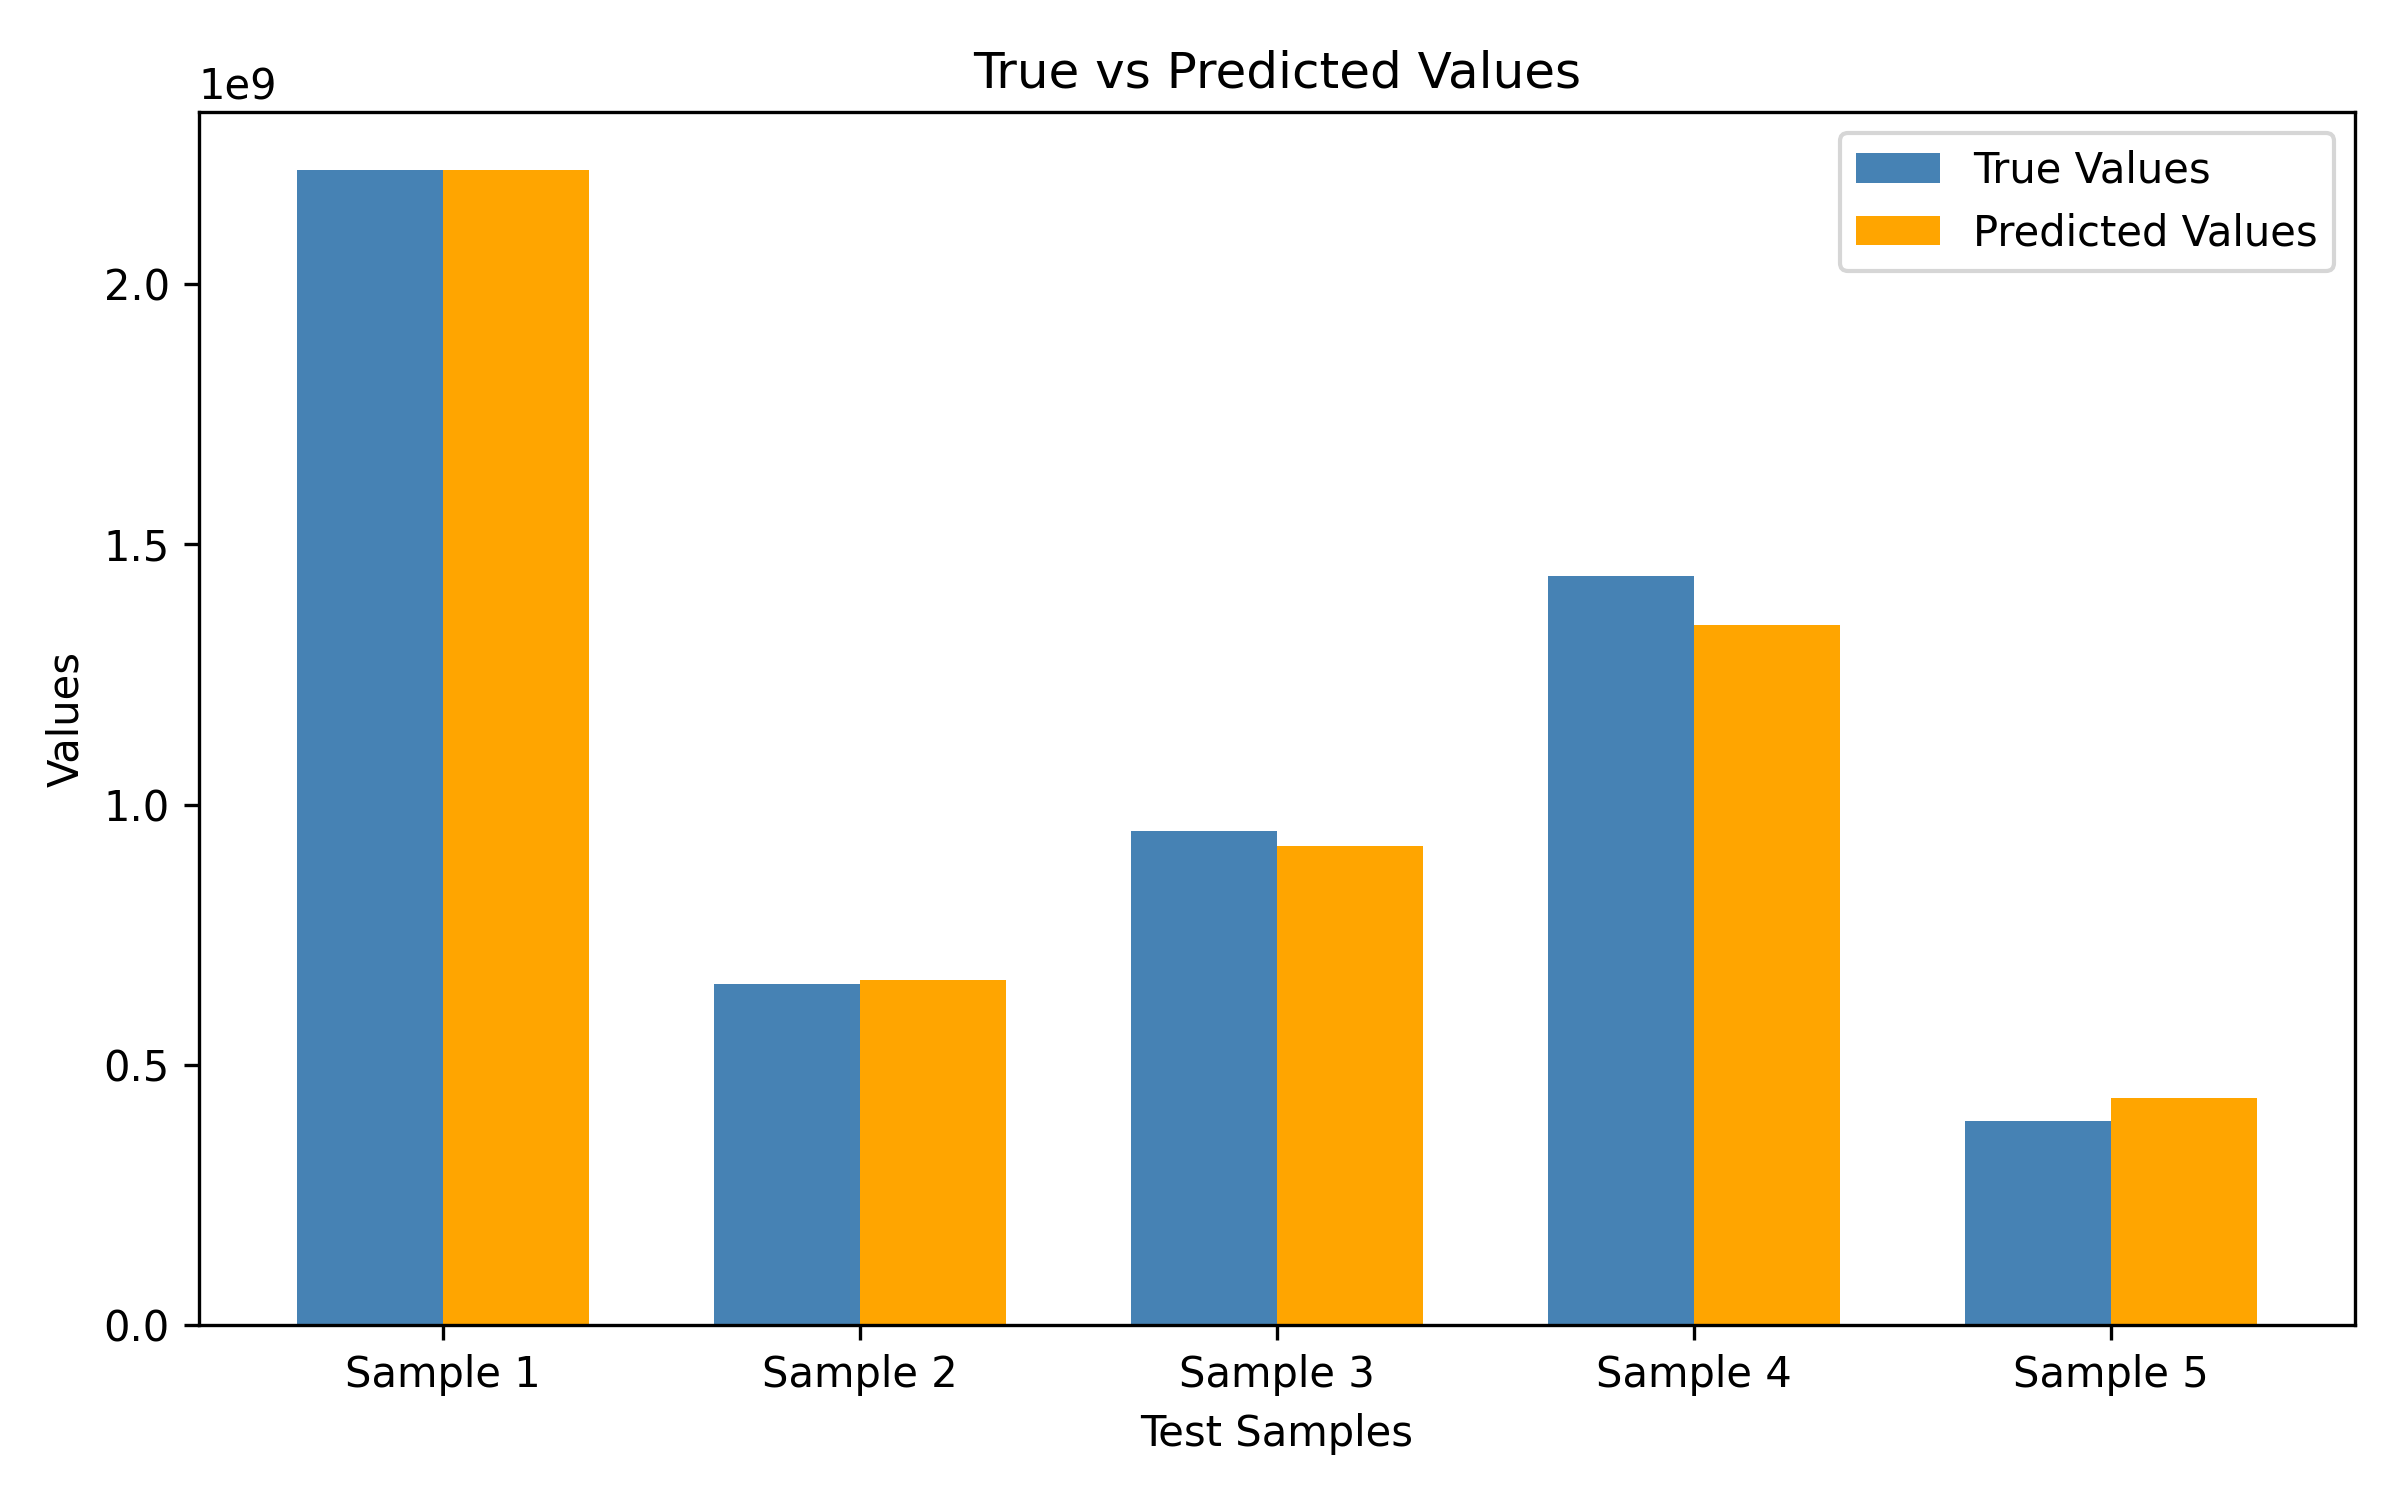 True vs Predicted Values
1e9
True Values
Predicted Values
2.0
1.5
1.0
0.5
0.0
Values
Sample 1
Sample 2
Sample 3
Sample 4
Sample 5
Test Samples